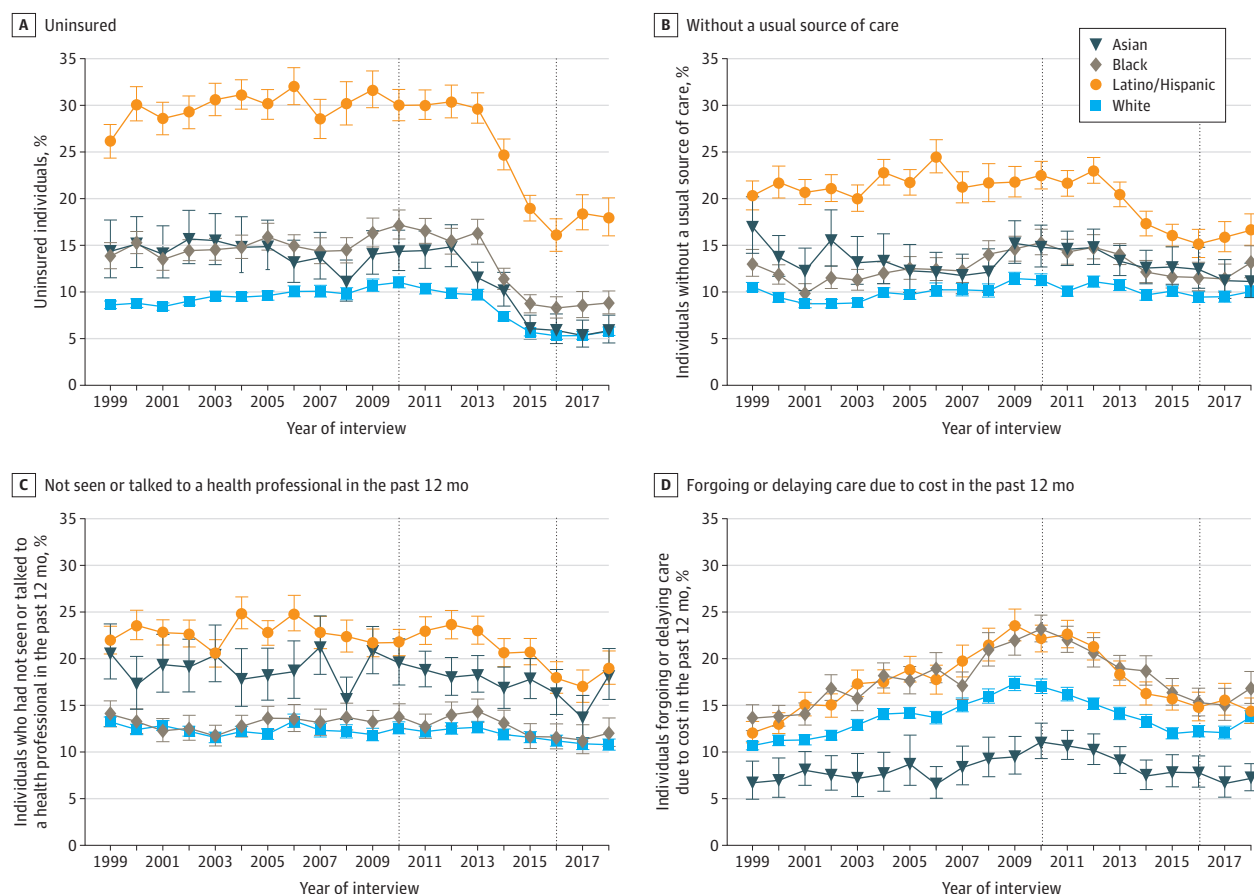 A Uninsured
35
30
25
20
15
10
5
0
Uninsured individuals, %
1999 2001 2003 2005 2007 2009 2011 2013 2015 2017
Year of interview
B Without a usual source of care
Asian
Black
Latino/Hispanic
White
35
30
25
20
15
10
5
0
Individuals without a usual source of care, %
1999 2001 2003 2005 2007 2009 2011 2013 2015 2017
Year of interview
C Not seen or talked to a health professional in the past 12 mo
35
30
25
20
15
10
5
0
Individuals who had not seen or talked to
a health professional in the past 12 mo, %
1999 2001 2003 2005 2007 2009 2011 2013 2015 2017
Year of interview
D Forgoing or delaying care due to cost in the past 12 mo
35
30
25
20
15
10
5
0
Individuals forgoing or delaying care
due to cost in the past 12 mo, %
1999 2001 2003 2005 2007 2009 2011 2013 2015 2017
Year of interview